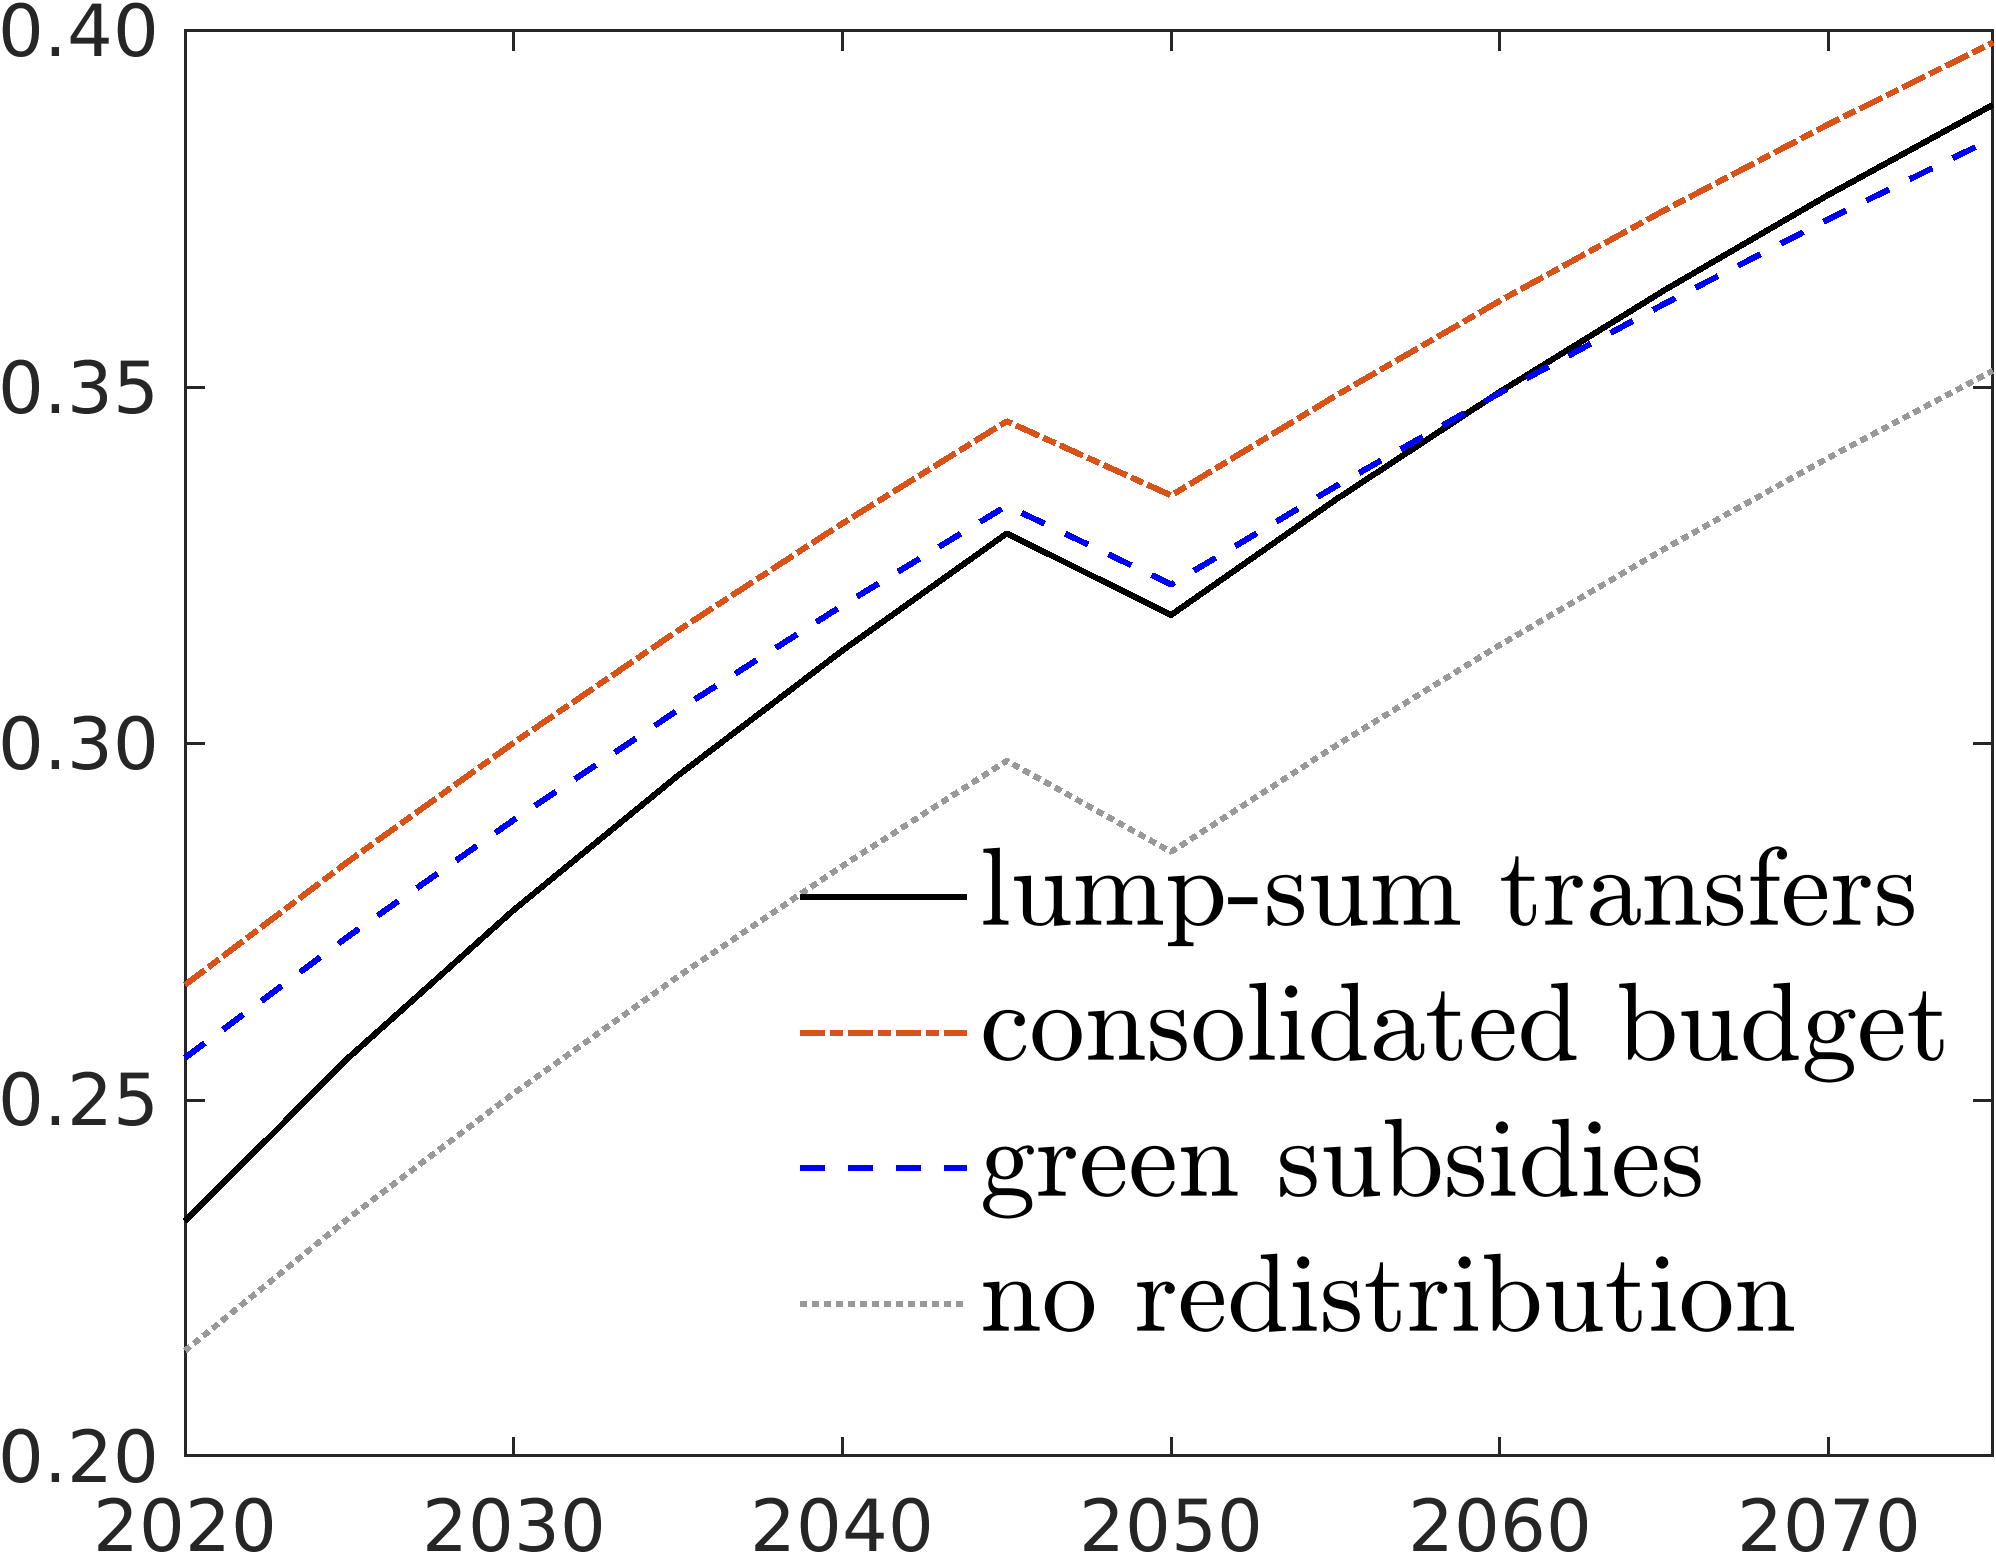 0.40
0.35
0.30
0.25
0.20
lump-sum transfers
consolidated budget
green subsidies
no redistribution
2020 2030 2040 2050 2060 2070